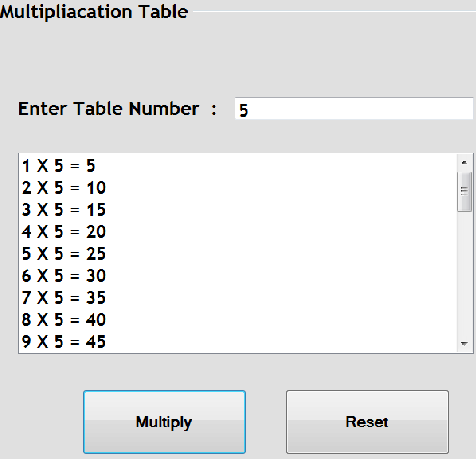 Multipliacation Table
Enter Table Number : 5
1 X 5 = 5
2 X 5 = 10
3 X 5 = 15
4 X 5 = 20
5 X 5 = 25
6 X 5 = 30
7 X 5 = 35
8 X 5 = 40
9 X 5 = 45
Multiply Reset